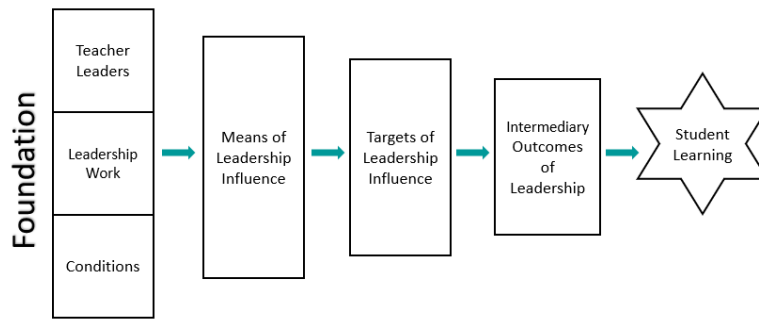 Foundation
Teacher
Leaders
Leadership
Work
Conditions
Means of
Leadership
Influence
Targets of
Leadership
Influence
Intermediary
Outcomes
of
Leadership
Student
Learning